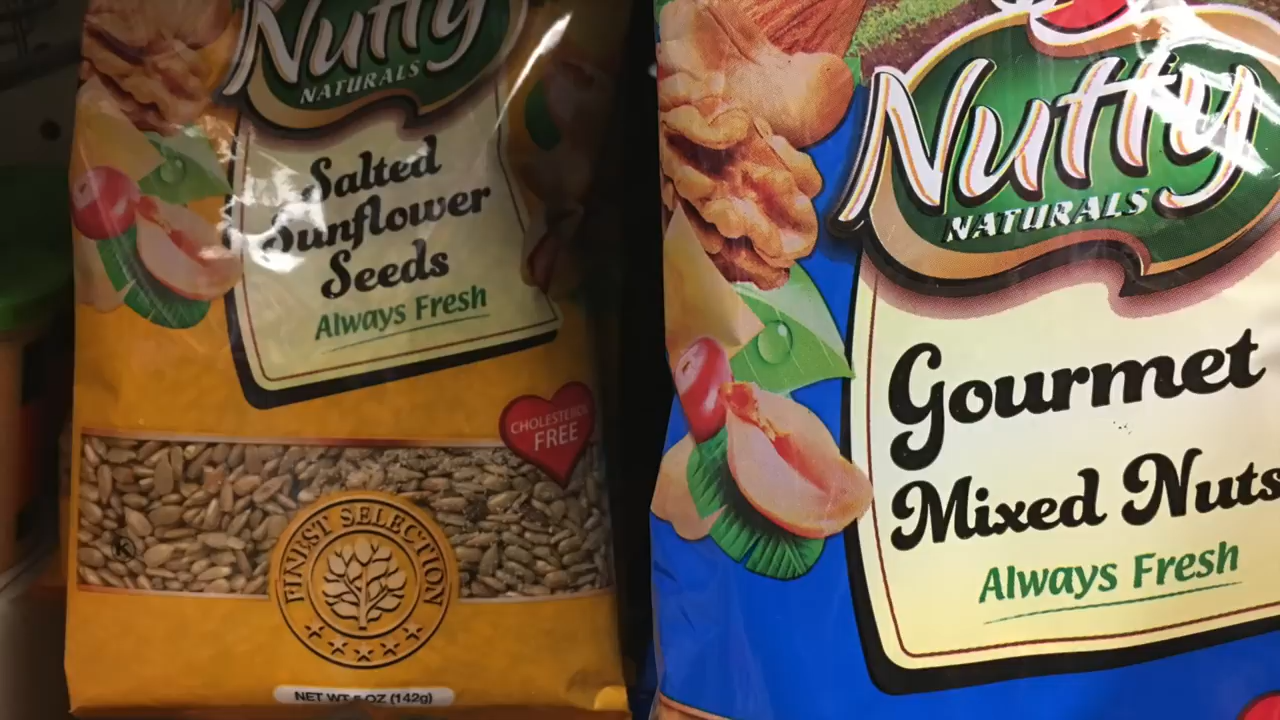 Nutty
NATURALS
Salted
Sunflower
Seeds
Always Fresh
CHOLESTEROL
FREE
K
FINEST SELECTION
NET WT 5 OZ (142g)
Nutty
NATURALS
Gourmet
Mixed Nuts
Always Fresh